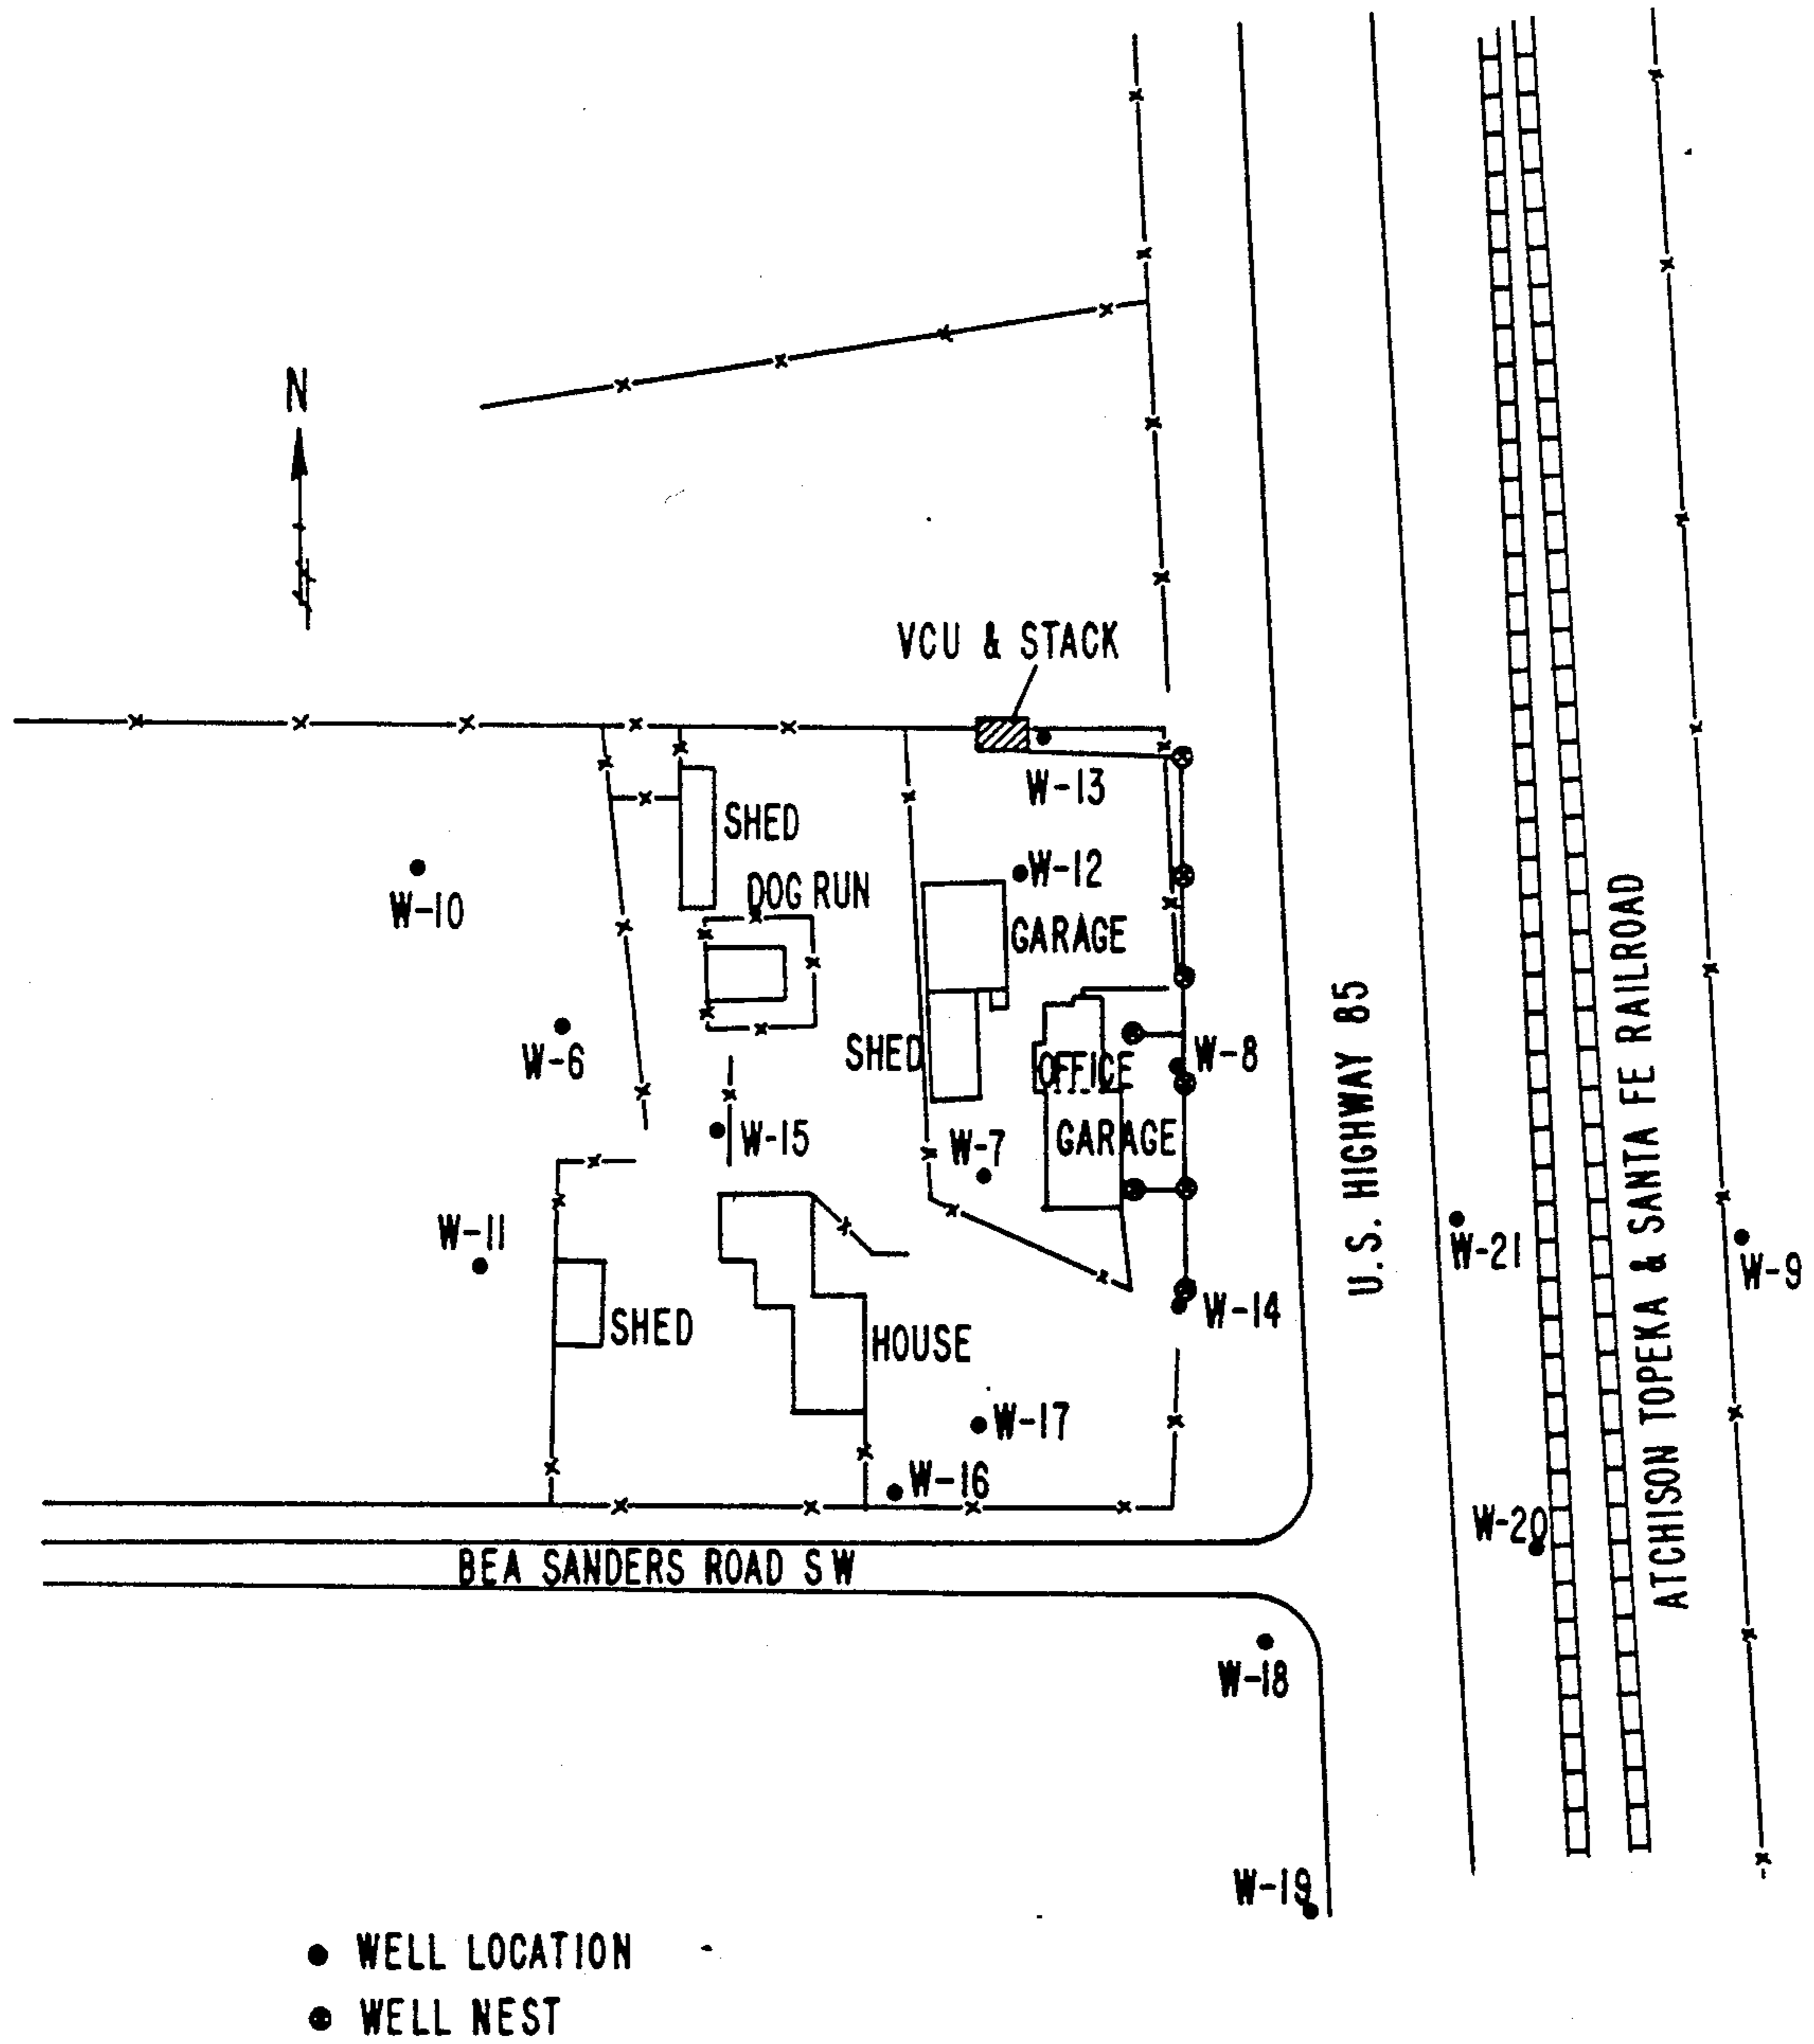 N
VCU & STACK
W-13
SHED
W-12
DOG RUN
W-10
GARAGE
W-6
SHED
OFFICE
W-8
W-15
W-7
GARAGE
U.S. HIGHWAY 85
ATCHISON TOPEKA & SANTA FE RAILROAD
W-11
W-21
W-9
SHED
HOUSE
W-14
W-17
W-16
W-20
BEA SANDERS ROAD SW
W-18
W-19
WELL LOCATION
WELL NEST